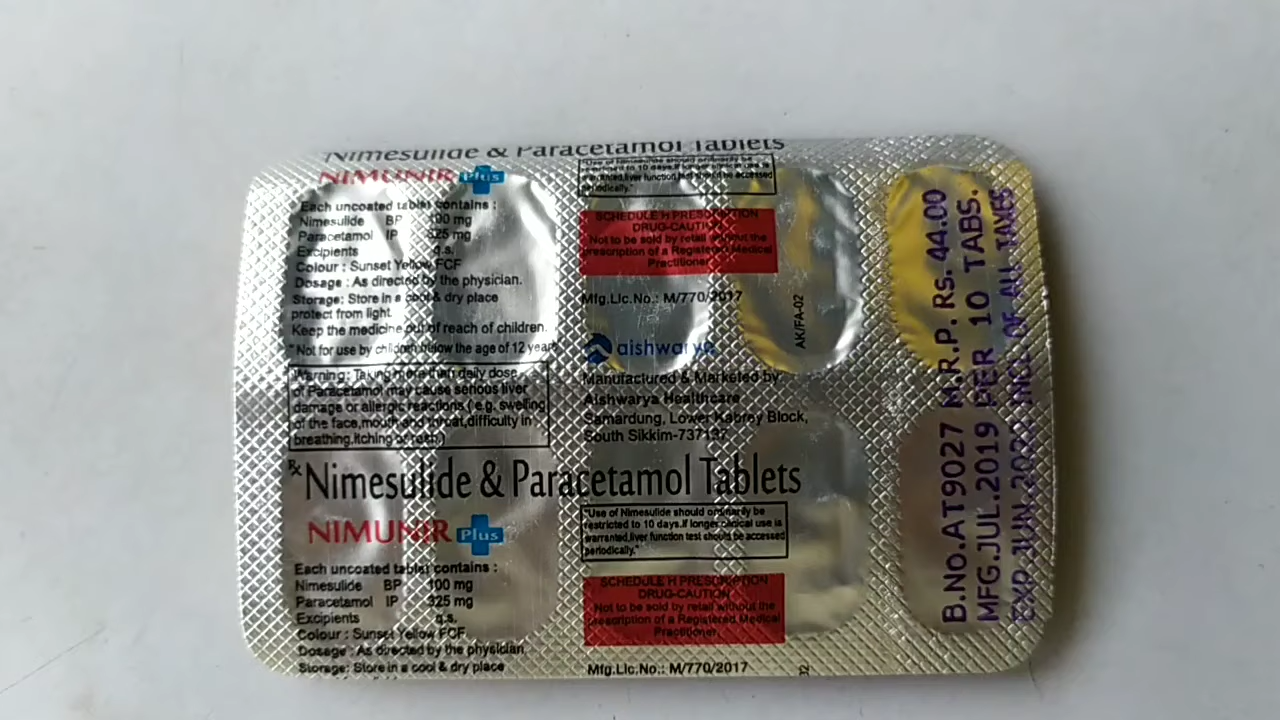 Nimesulide & Paracetamol Tablets
NIMUNIR Plus
Each uncoated tablet contains :
Nimesulide BP 100 mg
Paracetamol IP 325 mg
Excipients q.s.
Colour : Sunset Yellow FCF
Dosage : As directed by the physician.
Storage: Store in a cool & dry place
protect from light.
Keep the medicine out of reach of children.
* Not for use by children below the age of 12 years
Warning: Taking more than daily dose
of Paracetamol may cause serious liver
damage or allergic reactions.( e.g. swelling
of the face,mouth and throat,difficulty in
breathing,itching or rash.)
"Use of Nimesulide should ordinarily be
restricted to 10 days.If longer clinical use is
warranted,liver function test should be accessed
periodically."
SCHEDULE H PRESCRIPTION
DRUG-CAUTION
Not to be sold by retail without the
prescription of a Registered Medical
Practitioner
Mfg.Lic.No.: M/770/2017
aishwarya
Manufactured & Marketed by
Aishwarya Healthcare
Samardung, Lower Kabrey Block,
South Sikkim-737137
AK/FA-02
Rx Nimesulide & Paracetamol Tablets
NIMUNIR Plus
Each uncoated tablet contains :
Nimesulide BP 100 mg
Paracetamol IP 325 mg
Excipients q.s.
Colour : Sunset Yellow FCF
Dosage : As directed by the physician.
Storage: Store in a cool & dry place
"Use of Nimesulide should ordinarily be
restricted to 10 days.If longer clinical use is
warranted,liver function test should be accessed
periodically."
SCHEDULE H PRESCRIPTION
DRUG-CAUTION
Not to be sold by retail without the
prescription of a Registered Medical
Practitioner
Mfg.Lic.No.: M/770/2017
02
B.No.AT9027 M.R.P. Rs. 44.00
MFG.JUL.2019 PER 10 TABS.
EXP.JUN. INCL OF ALL TAXES